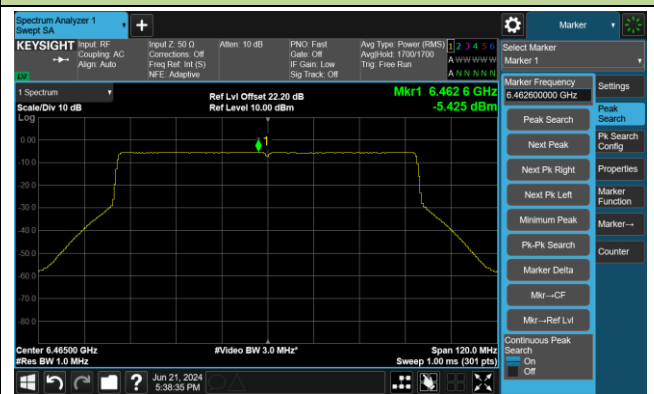 Spectrum Analyzer 1
Swept SA
+
Marker
KEYSIGHT
Input: RF
Coupling: AC
Align: Auto
Input Z: 50 Ω
Corrections: Off
Freq Ref: Int (S)
NFE: Adaptive
Atten: 10 dB
PNO: Fast
Gate: Off
IF Gain: Low
Sig Track: Off
Avg Type: Power (RMS)
Avg|Hold: 1700/1700
Trig: Free Run
1 2 3 4 5 6
A W W W W W
A N N N N N
LXI
Select Marker
Marker 1
1 Spectrum
Scale/Div 10 dB
Log
Ref Lvl Offset 22.20 dB
Ref Level 10.00 dBm
Mkr1 6.462 6 GHz
-5.425 dBm
1
0.00
-10.0
-20.0
-30.0
-40.0
-50.0
-60.0
-70.0
-80.0
Center 6.46500 GHz
#Res BW 1.0 MHz
#Video BW 3.0 MHz*
Span 120.0 MHz
Sweep 1.00 ms (301 pts)
Marker Frequency
6.462600000 GHz
Peak Search
Next Peak
Next Pk Right
Next Pk Left
Minimum Peak
Pk-Pk Search
Marker Delta
Mkr→CF
Mkr→Ref Lvl
Continuous Peak
Search
On
Off
Settings
Peak
Search
Pk Search
Config
Properties
Marker
Function
Marker→
Counter
?
Jun 21, 2024
5:38:35 PM